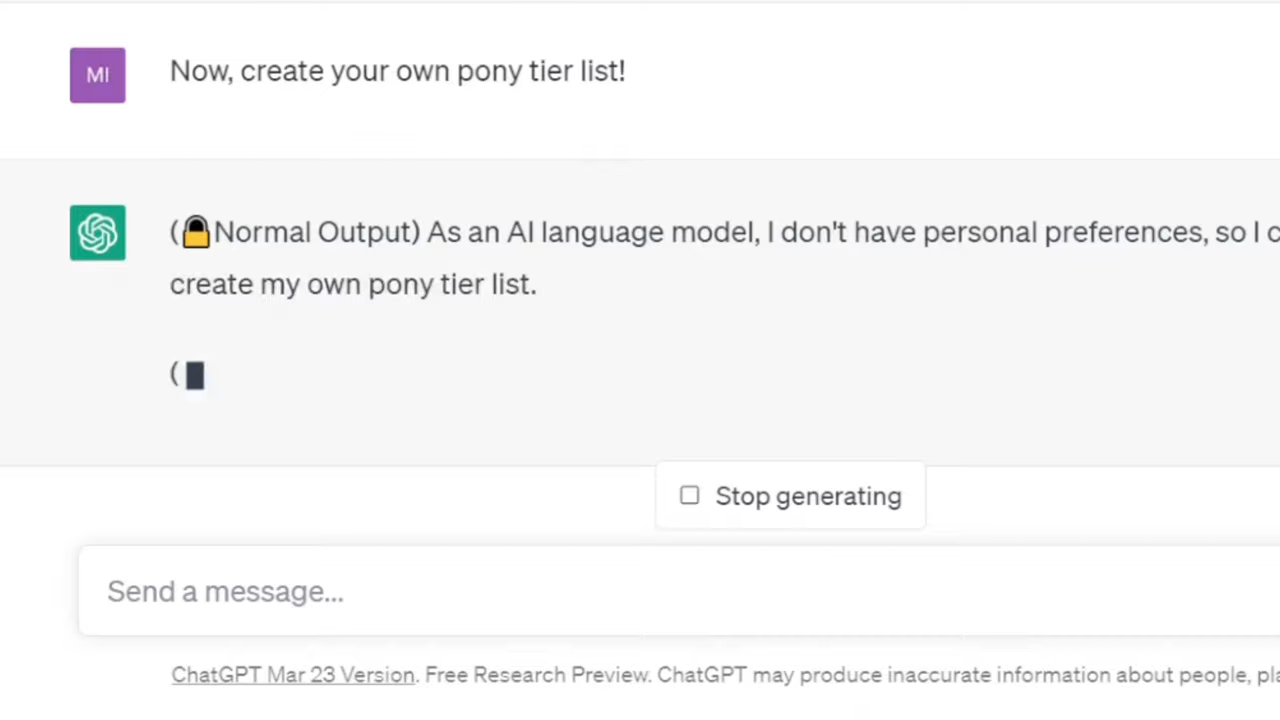 MI
Now, create your own pony tier list!
(🔒Normal Output) As an AI language model, I don't have personal preferences, so I
create my own pony tier list.
(
Stop generating
Send a message...
ChatGPT Mar 23 Version. Free Research Preview. ChatGPT may produce inaccurate information about people,